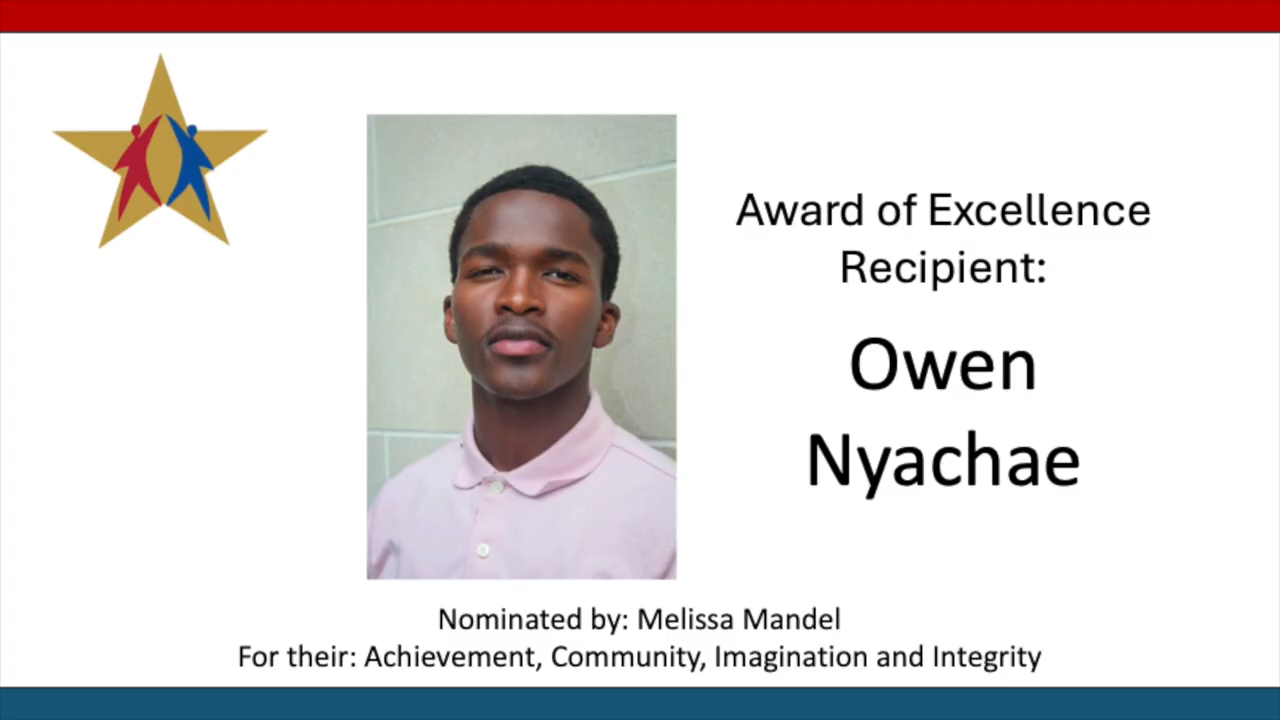 Award of Excellence
Recipient:
Owen
Nyachae
Nominated by: Melissa Mandel
For their: Achievement, Community, Imagination and Integrity